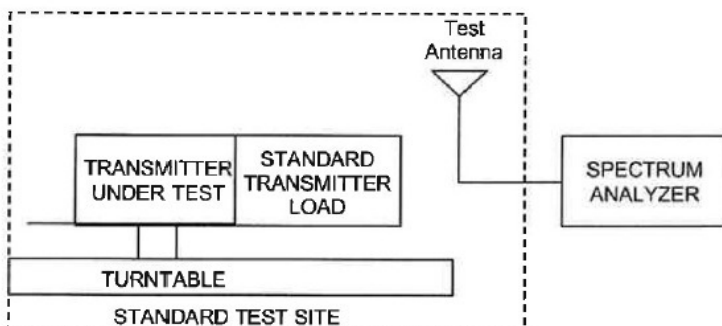 Test
Antenna
TRANSMITTER
UNDER TEST
STANDARD
TRANSMITTER
LOAD
SPECTRUM
ANALYZER
TURNTABLE
STANDARD TEST SITE